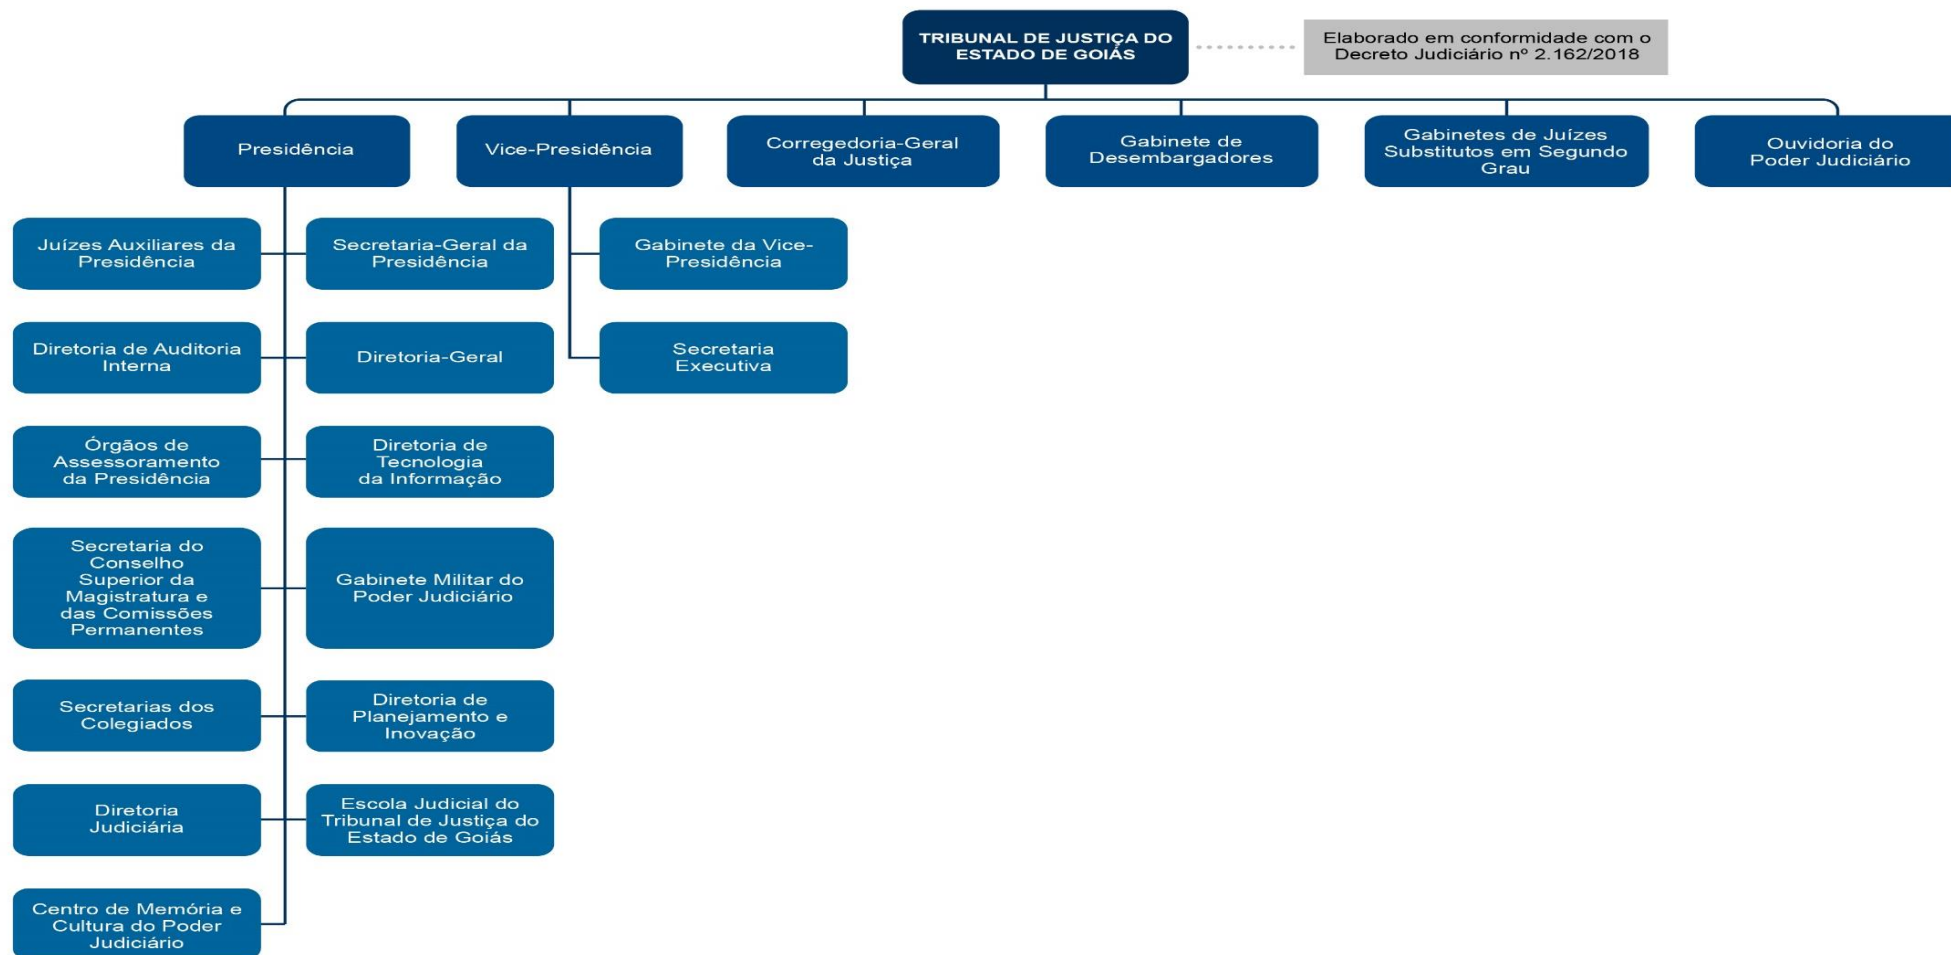 TRIBUNAL DE JUSTIÇA DO
ESTADO DE GOIÁS
Elaborado em conformidade com o
Decreto Judiciário nº 2.162/2018
Presidência
Vice-Presidência
Corregedoria-Geral
da Justiça
Gabinete de
Desembargadores
Gabinetes de Juízes
Substitutos em Segundo
Grau
Ouvidoria do
Poder Judiciário
Juízes Auxiliares da
Presidência
Secretaria-Geral da
Presidência
Gabinete da Vice-
Presidência
Diretoria de Auditoria
Interna
Diretoria-Geral
Secretaria
Executiva
Órgãos de
Assessoramento
da Presidência
Diretoria de
Tecnologia
da Informação
Secretaria do
Conselho
Superior da
Magistratura e
das Comissões
Permanentes
Gabinete Militar do
Poder Judiciário
Secretarias dos
Colegiados
Diretoria de
Planejamento e
Inovação
Diretoria
Judiciária
Escola Judicial do
Tribunal de Justiça do
Estado de Goiás
Centro de Memória e
Cultura do Poder
Judiciário